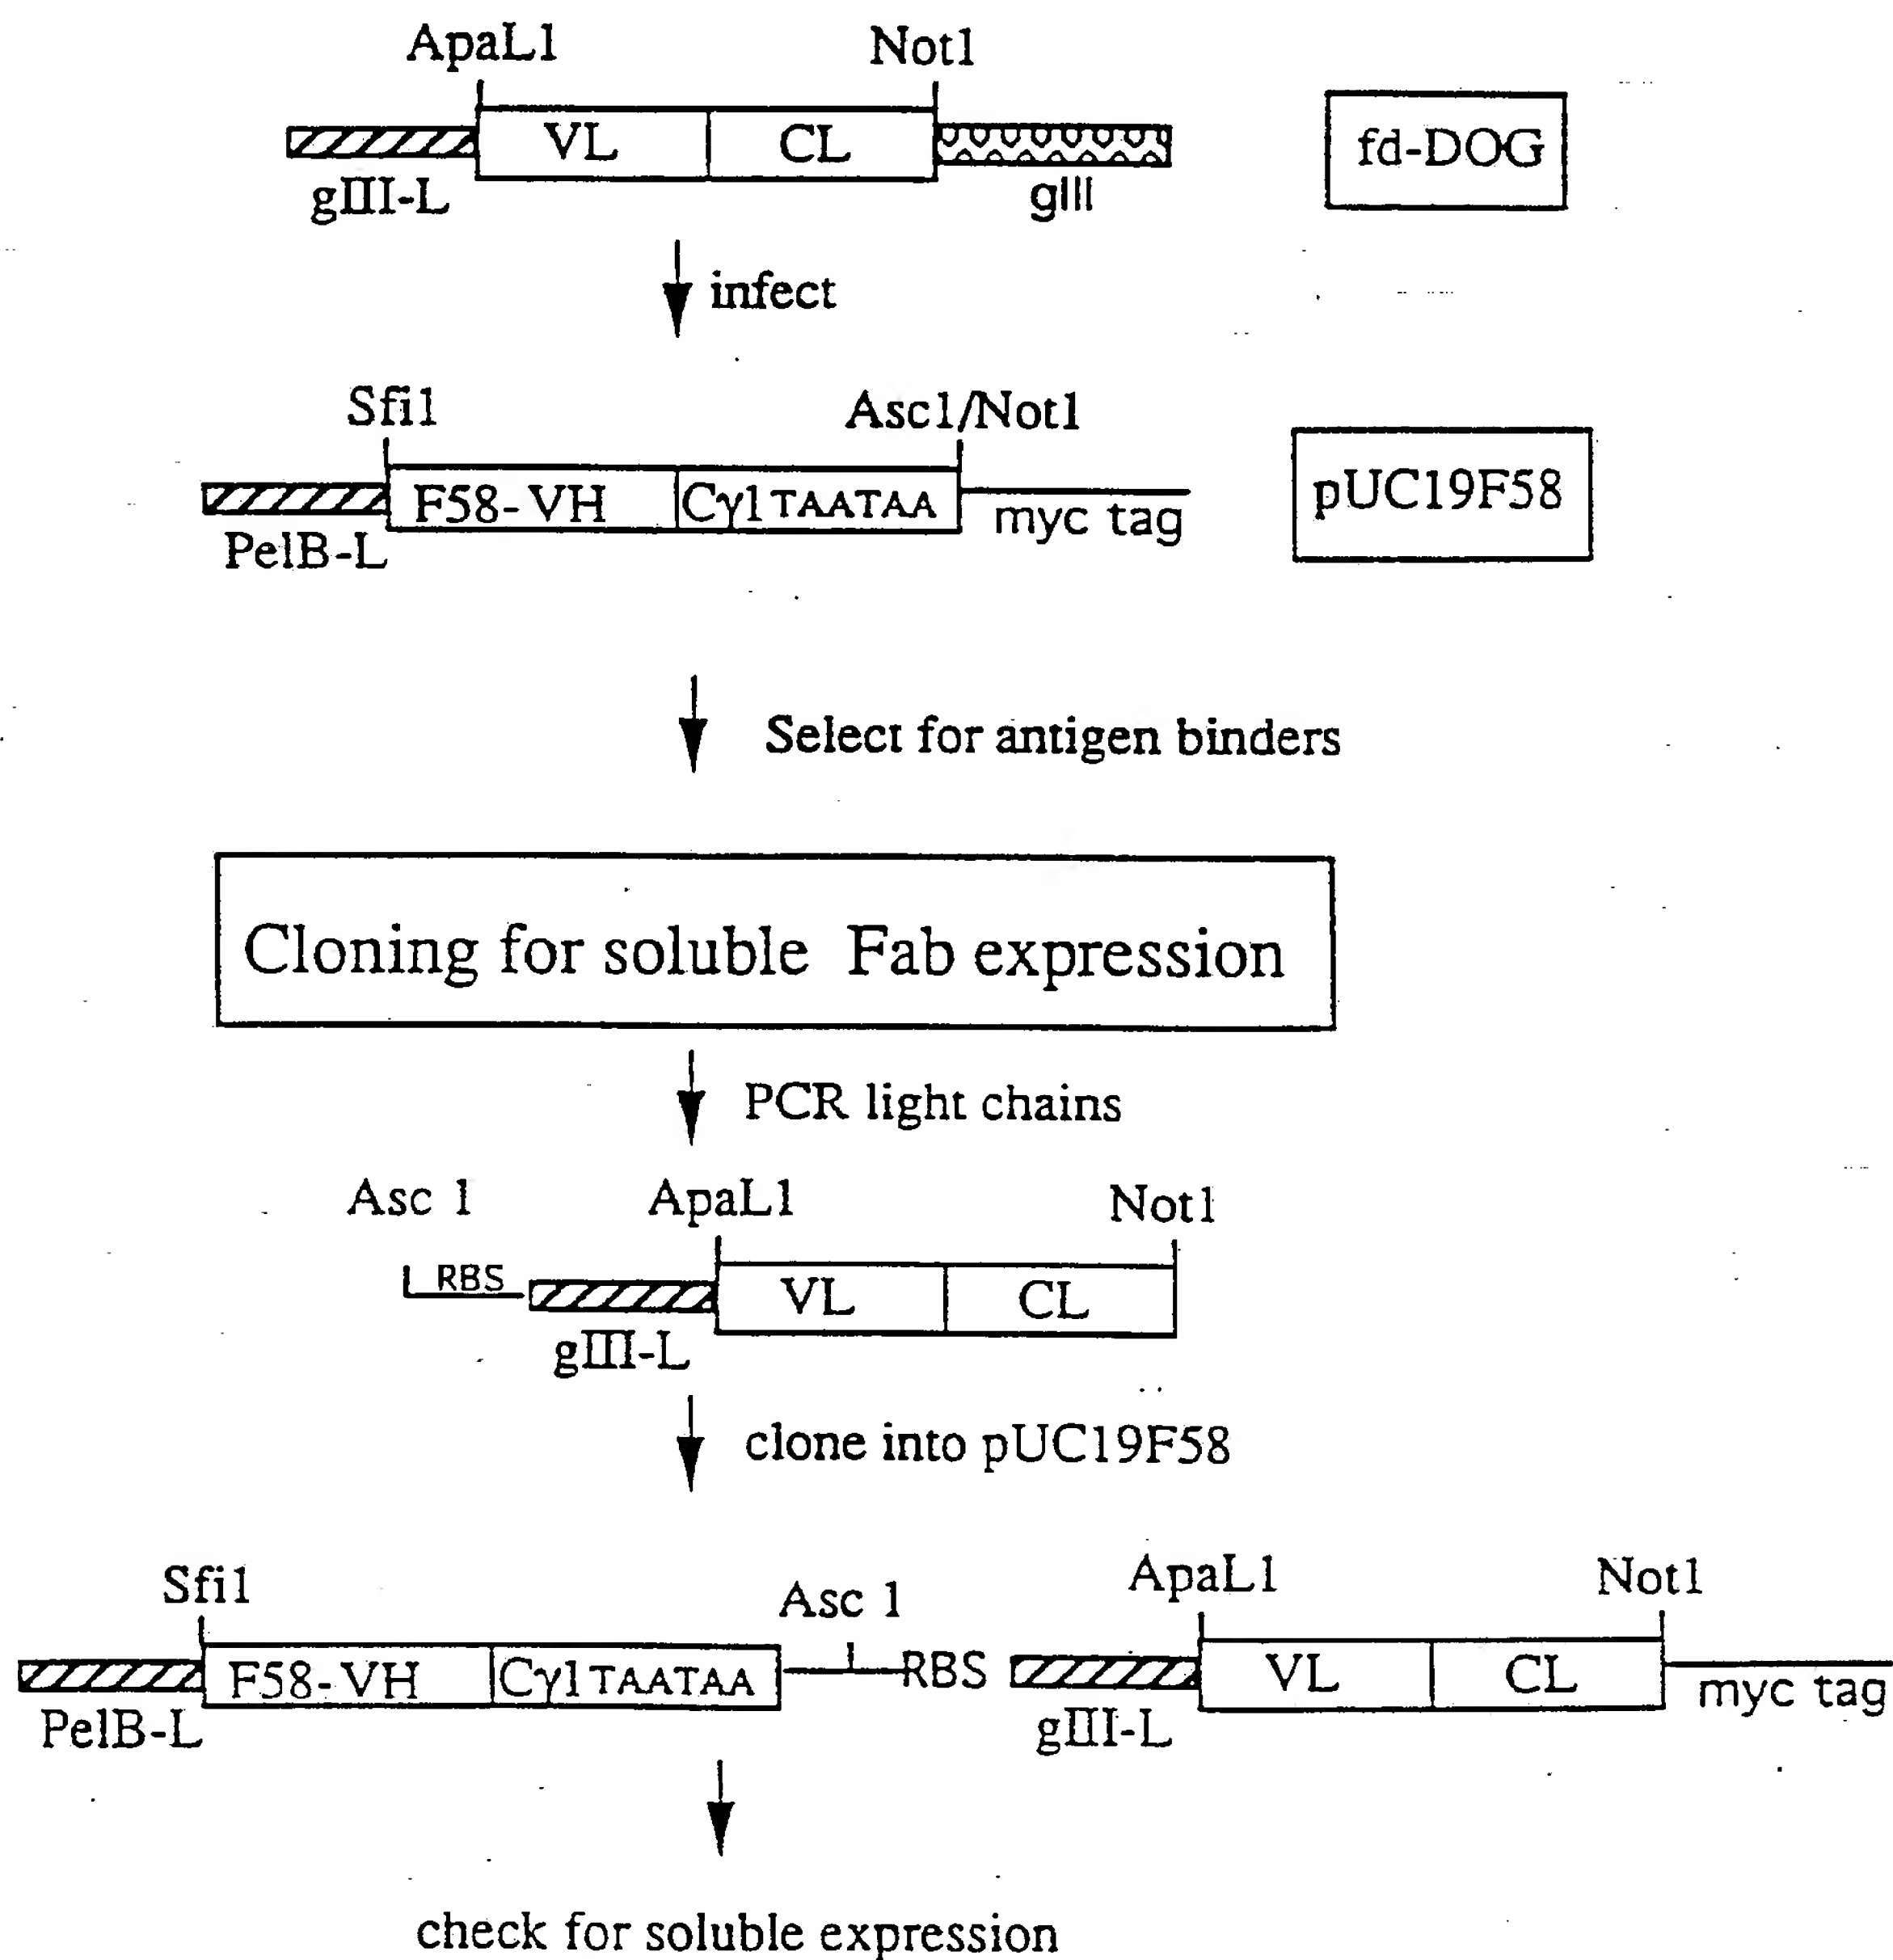 ApaL1 Not1
VL CL fd-DOG
gIII-L gIII
infect
Sfi1 Asc1/Not1
F58-VH Cγ1 TAATAA pUC19F58
PelB-L myc tag
Select for antigen binders
Cloning for soluble Fab expression
PCR light chains
Asc 1 ApaL1 Not1
RBS VL CL
gIII-L
clone into pUC19F58
Sfi1 Asc 1 ApaL1 Not1
F58-VH Cγ1 TAATAA RBS VL CL
PelB-L gIII-L myc tag
check for soluble expression